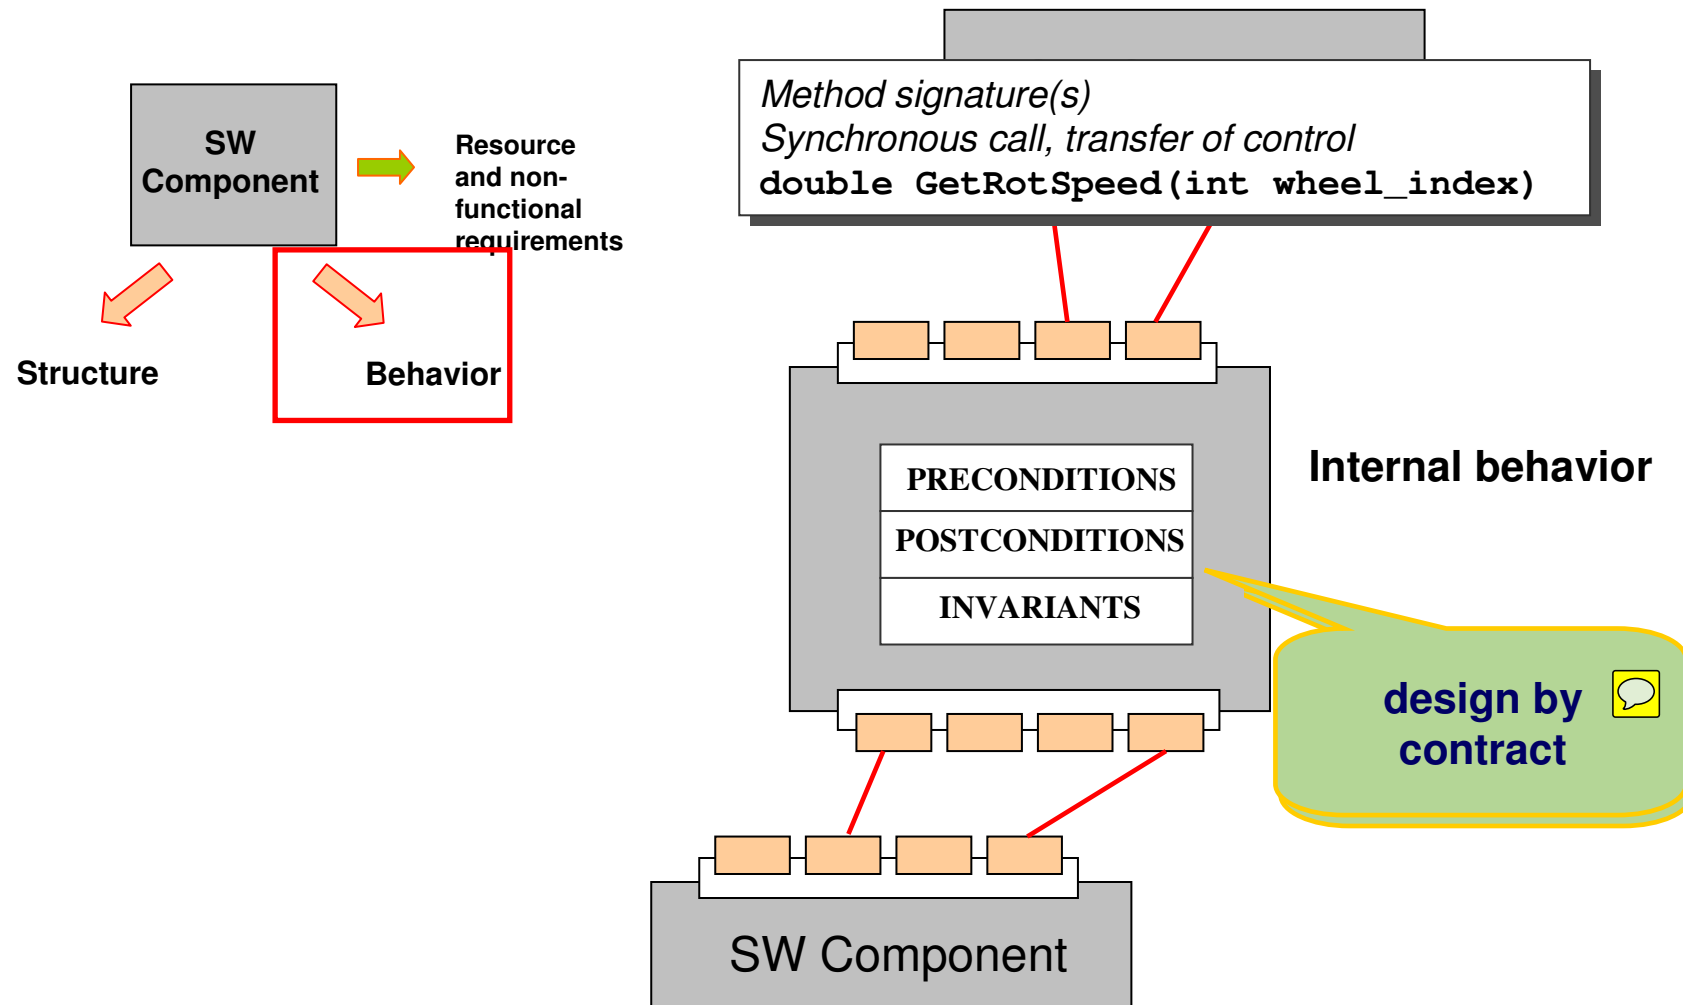 SW
Component
Resource
and non-
functional
requirements
Structure
Behavior
Method signature(s)
Synchronous call, transfer of control
double GetRotSpeed(int wheel_index)
PRECONDITIONS
POSTCONDITIONS
INVARIANTS
Internal behavior
design by
contract
SW Component